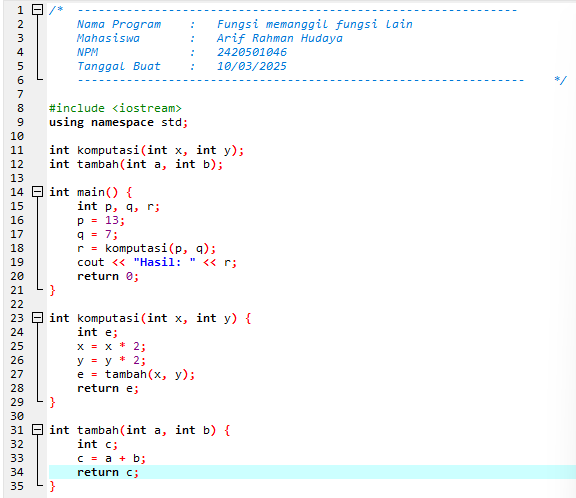 1 /* ---------------------------------------------------------------
2     Nama Program    :   Fungsi memanggil fungsi lain
3     Mahasiswa       :   Arif Rahman Hudaya
4     NPM             :   2420501046
5     Tanggal Buat    :   10/03/2025
6     ----------------------------------------------------------------    */
7
8 #include <iostream>
9 using namespace std;
10
11 int komputasi(int x, int y);
12 int tambah(int a, int b);
13
14 int main() {
15     int p, q, r;
16     p = 13;
17     q = 7;
18     r = komputasi(p, q);
19     cout << "Hasil: " << r;
20     return 0;
21 }
22
23 int komputasi(int x, int y) {
24     int e;
25     x = x * 2;
26     y = y * 2;
27     e = tambah(x, y);
28     return e;
29 }
30
31 int tambah(int a, int b) {
32     int c;
33     c = a + b;
34     return c;
35 }